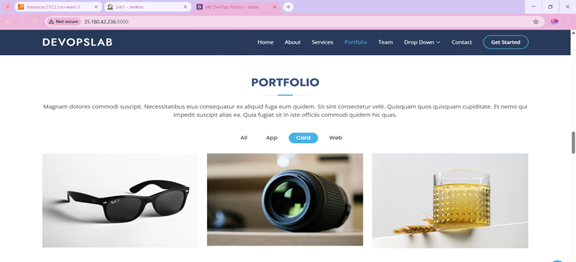 Instances | EC2 | eu-west-2
My DevOps Project - Index
Not secure
35.180.42.236:5000
DEVOPSLAB
Home
About
Services
Portfolio
Team
Drop Down
Contact
Get Started
PORTFOLIO
Magnam dolores commodi suscipit. Necessitatibus eius consequatur ex aliquid fuga eum quidem. Sit sint consectetur velit. Quisquam quos quisquam cupiditate. Et nemo qui
impedit suscipit alias ea. Quia fugiat sit in iste officiis commodi quidem hic quas.
All
App
Card
Web